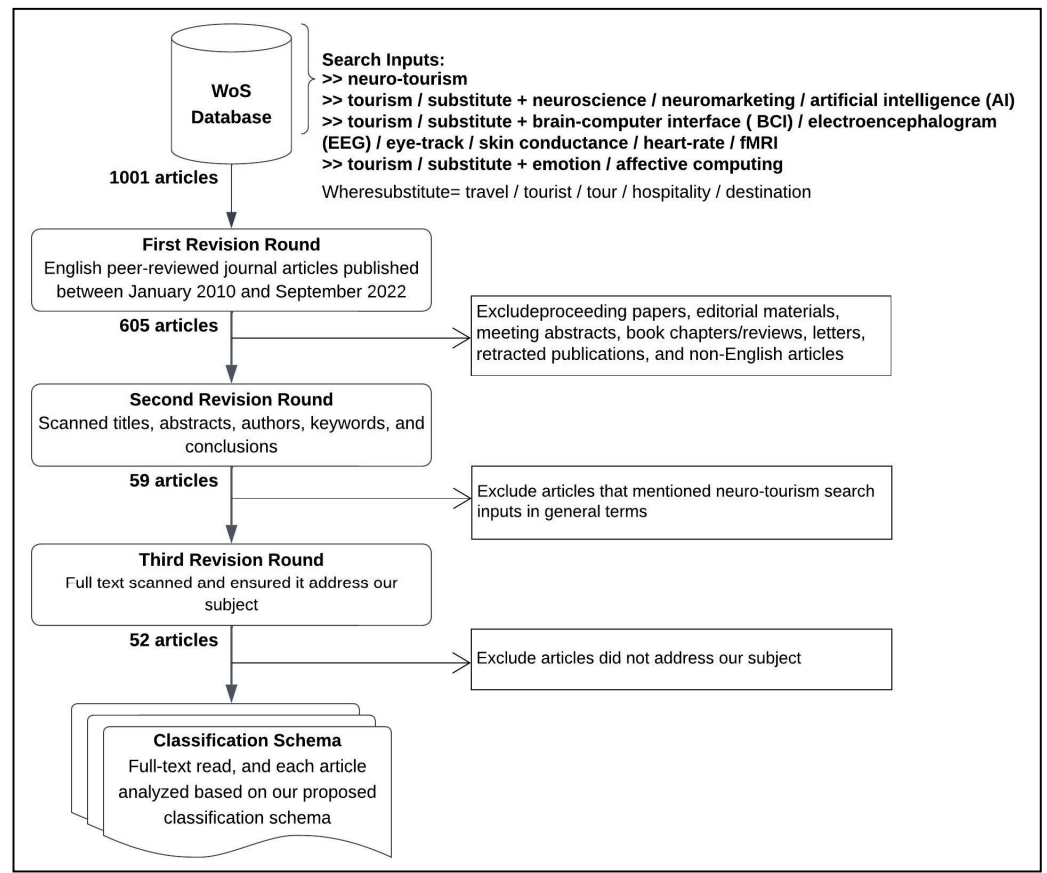 WoS
Database
Search Inputs:
>> neuro-tourism
>> tourism / substitute + neuroscience / neuromarketing / artificial intelligence (AI)
>> tourism / substitute + brain-computer interface ( BCI) / electroencephalogram
(EEG) / eye-track / skin conductance / heart-rate / fMRI
>> tourism / substitute + emotion / affective computing
Wheresubstitute= travel / tourist / tour / hospitality / destination
1001 articles
First Revision Round
English peer-reviewed journal articles published
between January 2010 and September 2022
605 articles
Excludeproceeding papers, editorial materials,
meeting abstracts, book chapters/reviews, letters,
retracted publications, and non-English articles
Second Revision Round
Scanned titles, abstracts, authors, keywords, and
conclusions
59 articles
Exclude articles that mentioned neuro-tourism search
inputs in general terms
Third Revision Round
Full text scanned and ensured it address our
subject
52 articles
Exclude articles did not address our subject
Classification Schema
Full-text read, and each article
analyzed based on our proposed
classification schema